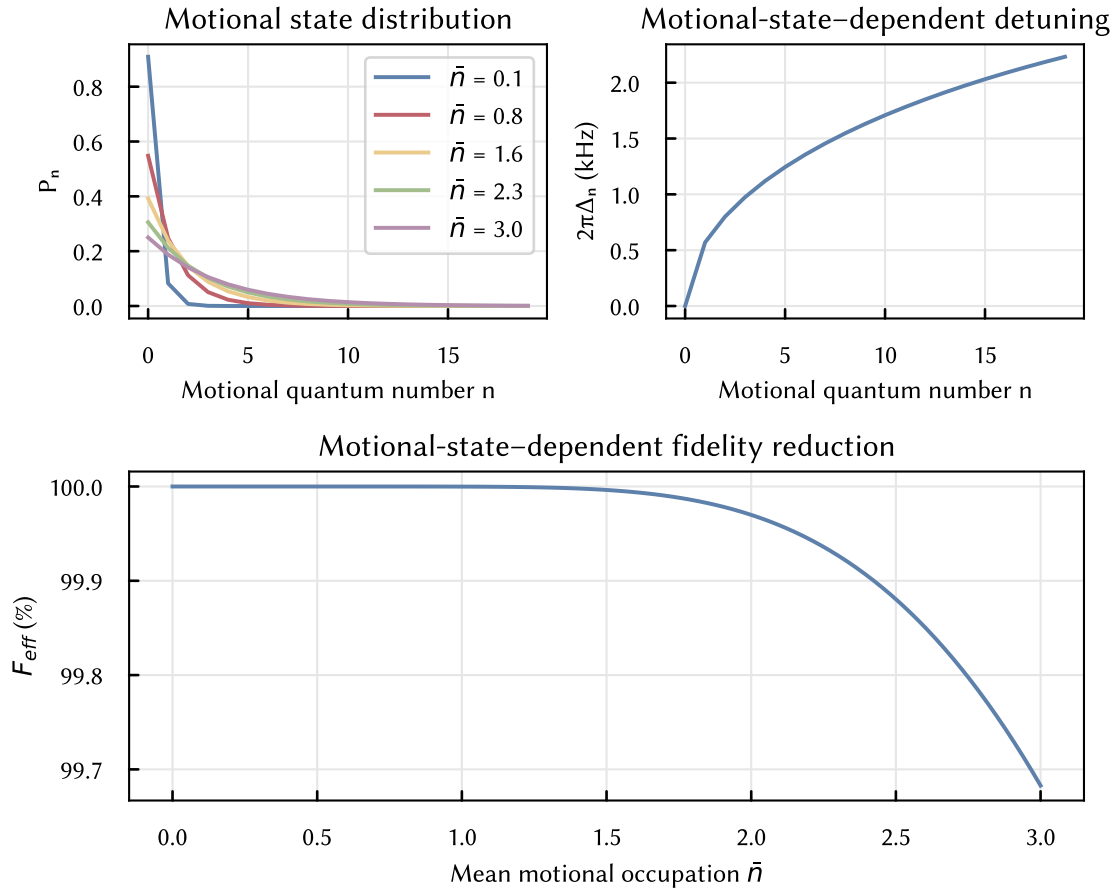 Motional state distribution
Pₙ
0.8
0.6
0.4
0.2
0.0
n̄ = 0.1
n̄ = 0.8
n̄ = 1.6
n̄ = 2.3
n̄ = 3.0
0 5 10 15
Motional quantum number n
Motional-state–dependent detuning
2πΔₙ (kHz)
2.0
1.5
1.0
0.5
0.0
0 5 10 15
Motional quantum number n
Motional-state–dependent fidelity reduction
F_eff (%)
100.0
99.9
99.8
99.7
0.0 0.5 1.0 1.5 2.0 2.5 3.0
Mean motional occupation n̄